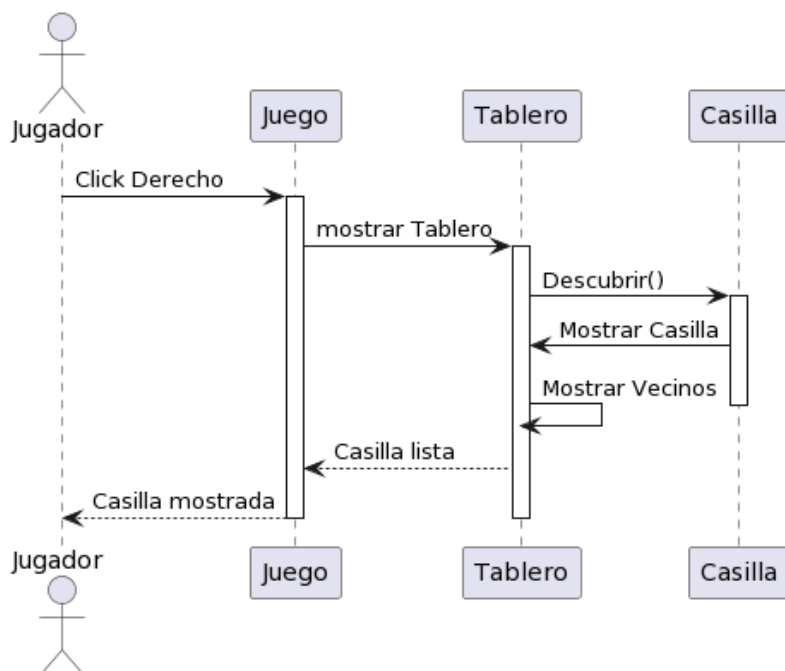 Jugador
Juego
Tablero
Casilla
Click Derecho
mostrar Tablero
Descubrir()
Mostrar Casilla
Mostrar Vecinos
Casilla lista
Casilla mostrada
Jugador
Juego
Tablero
Casilla